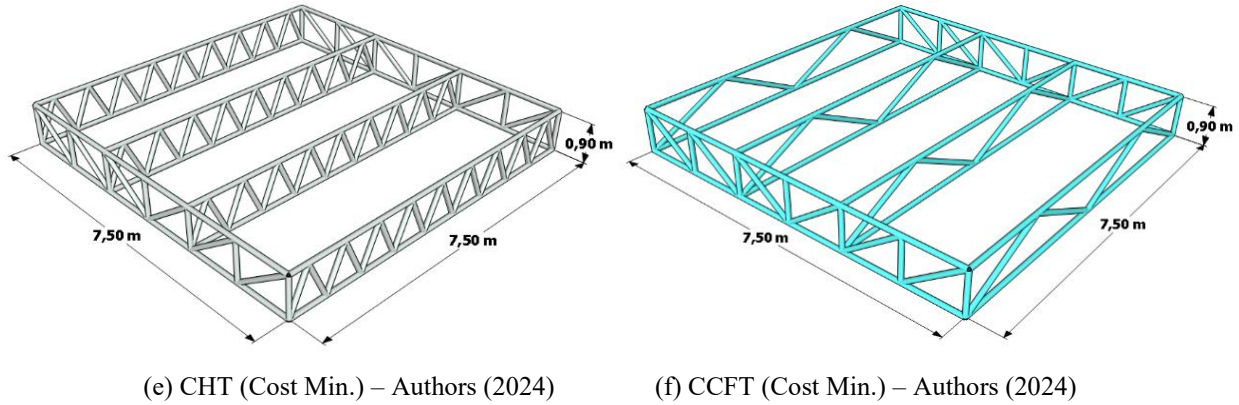 0,90 m
7,50 m
7,50 m
0,90 m
7,50 m
7,50 m
(e) CHT (Cost Min.) – Authors (2024)
(f) CCFT (Cost Min.) – Authors (2024)